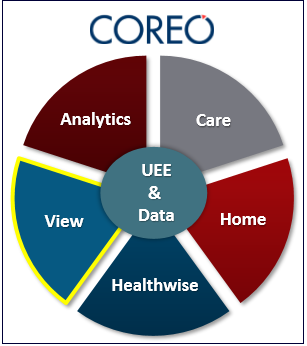 COREO
Analytics
Care
UEE
&
Data
View
Home
Healthwise